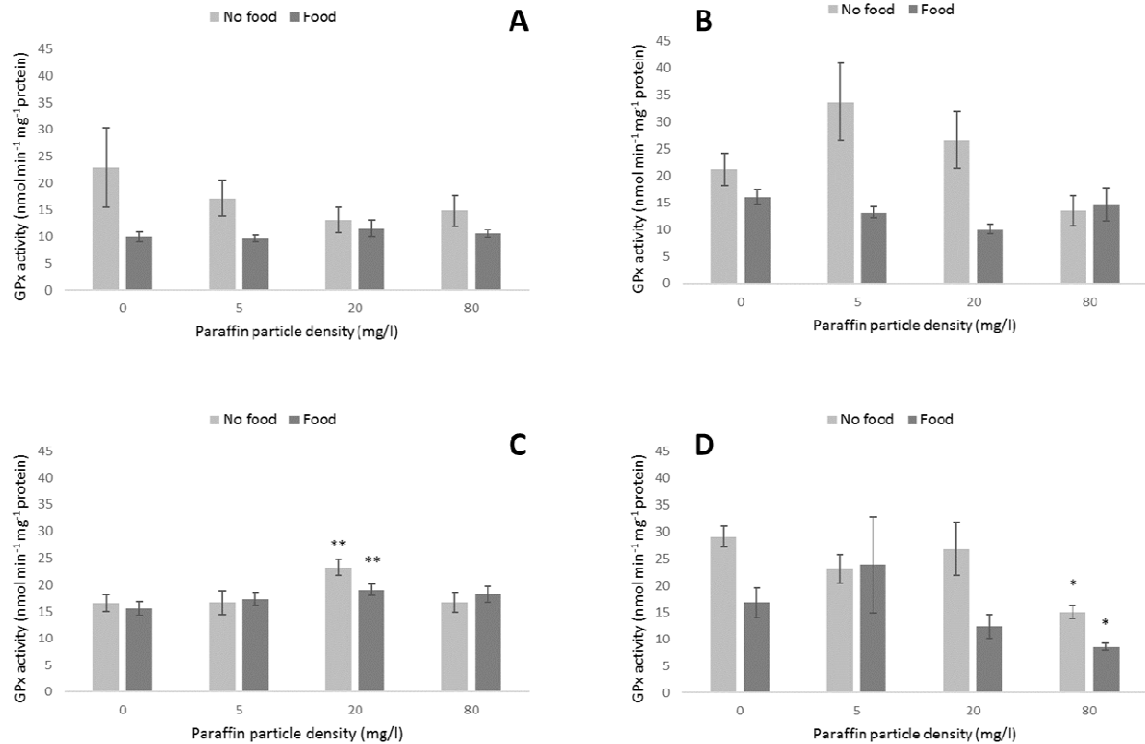 No food Food
A
GPx activity (nmol min⁻¹ mg⁻¹ protein)
45
40
35
30
25
20
15
10
5
0
0 5 20 80
Paraffin particle density (mg/l)
No food Food
B
GPx activity (nmol min⁻¹ mg⁻¹ protein)
45
40
35
30
25
20
15
10
5
0
0 5 20 80
Paraffin particle density (mg/l)
No food Food
C
GPx activity (nmol min⁻¹ mg⁻¹ protein)
45
40
35
30
25
20
15
10
5
0
** **
0 5 20 80
Paraffin particle density (mg/l)
No food Food
D
GPx activity (nmol min⁻¹ mg⁻¹ protein)
45
40
35
30
25
20
15
10
5
0
* *
0 5 20 80
Paraffin particle density (mg/l)